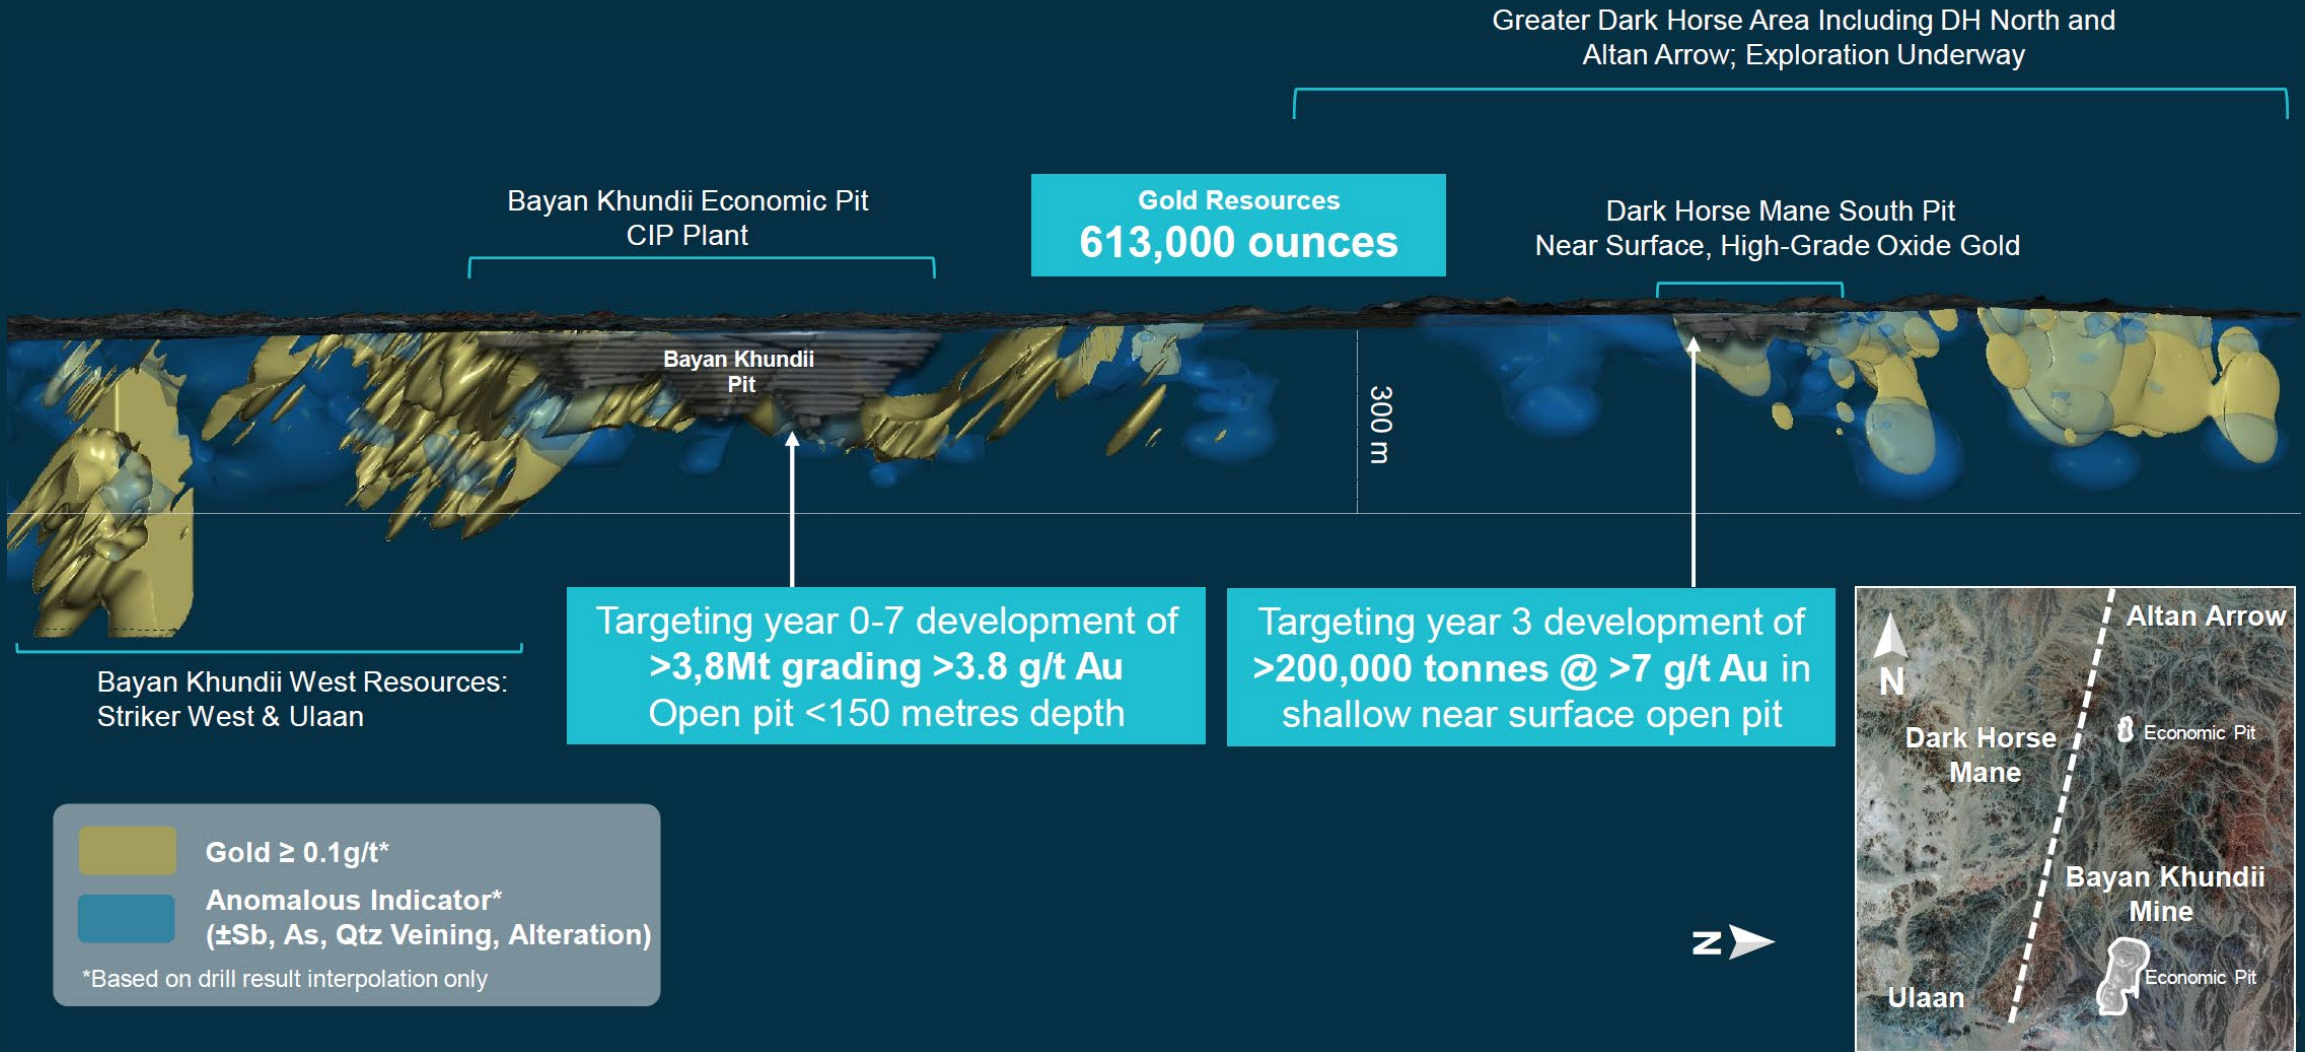 Greater Dark Horse Area Including DH North and
Altan Arrow; Exploration Underway
Bayan Khundii Economic Pit
CIP Plant
Gold Resources
613,000 ounces
Dark Horse Mane South Pit
Near Surface, High-Grade Oxide Gold
Bayan Khundii
Pit
300 m
Targeting year 0-7 development of
>3,8Mt grading >3.8 g/t Au
Open pit <150 metres depth
Targeting year 3 development of
>200,000 tonnes @ >7 g/t Au in
shallow near surface open pit
Bayan Khundii West Resources:
Striker West & Ulaan
Gold ≥ 0.1g/t*
Anomalous Indicator*
(±Sb, As, Qtz Veining, Alteration)
*Based on drill result interpolation only
N
Altan Arrow
N
Economic Pit
Dark Horse
Mane
Bayan Khundii
Mine
Economic Pit
Ulaan